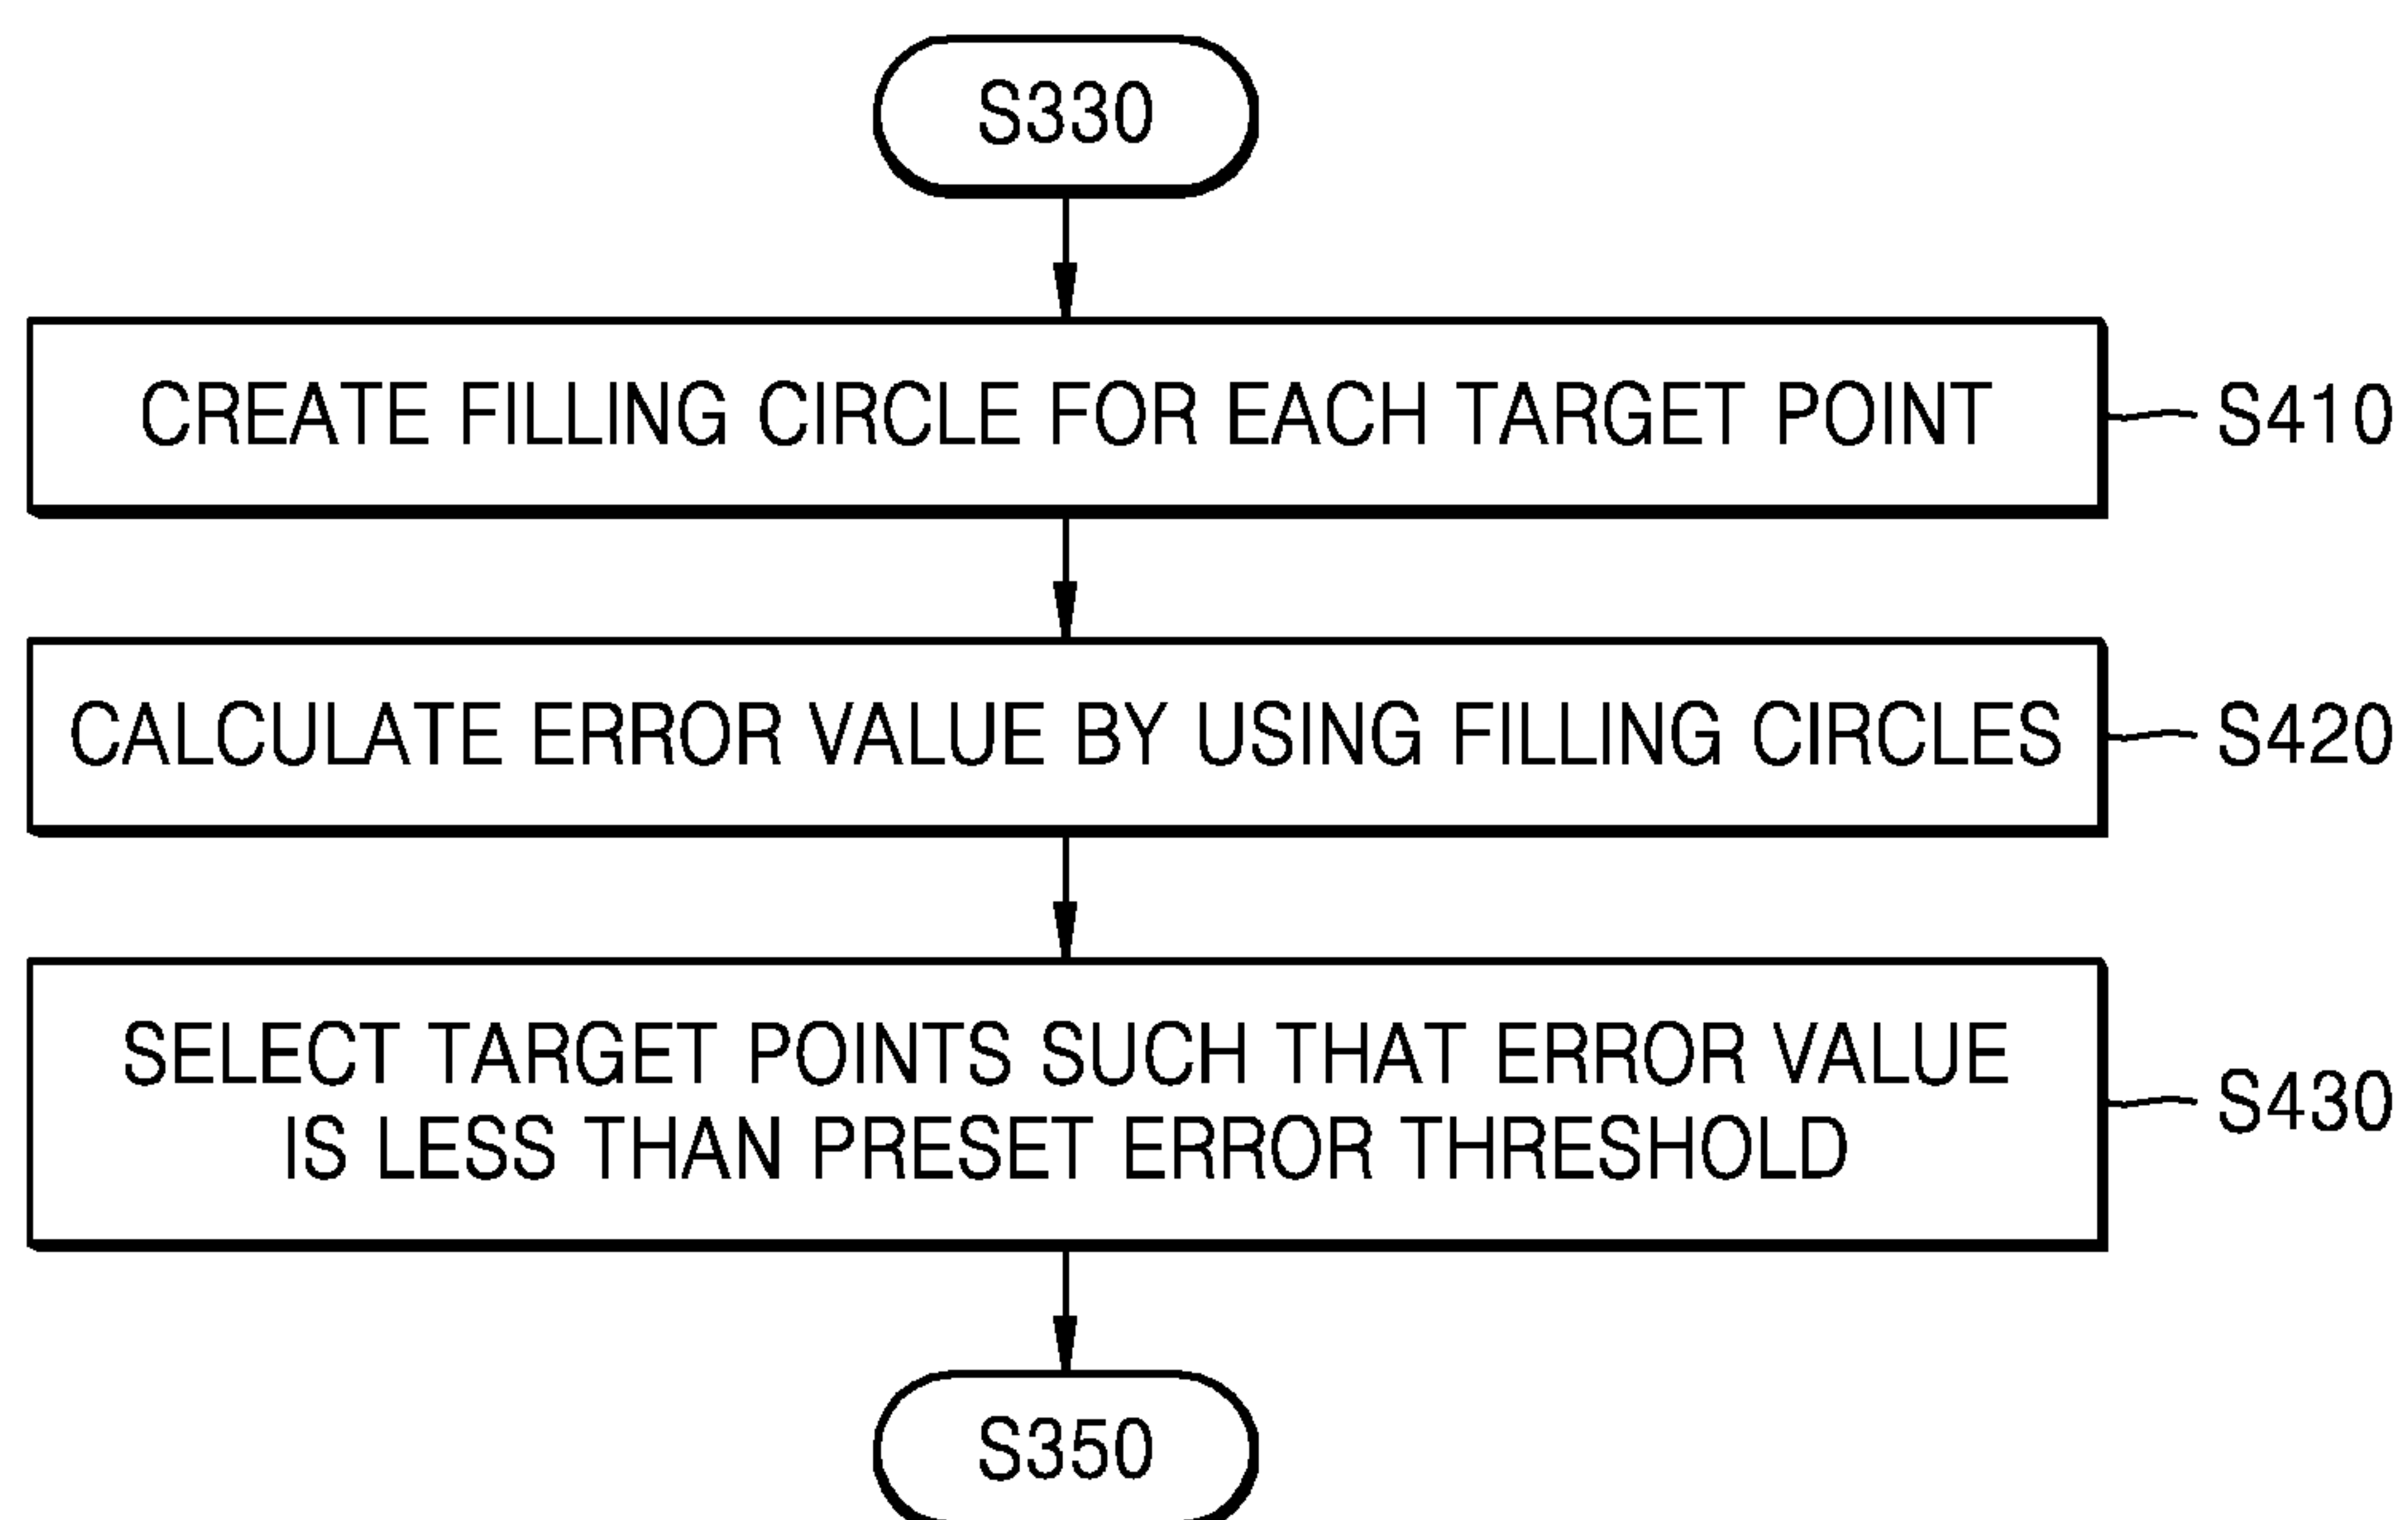 S330
CREATE FILLING CIRCLE FOR EACH TARGET POINT
S410
CALCULATE ERROR VALUE BY USING FILLING CIRCLES
S420
SELECT TARGET POINTS SUCH THAT ERROR VALUE
IS LESS THAN PRESET ERROR THRESHOLD
S430
S350